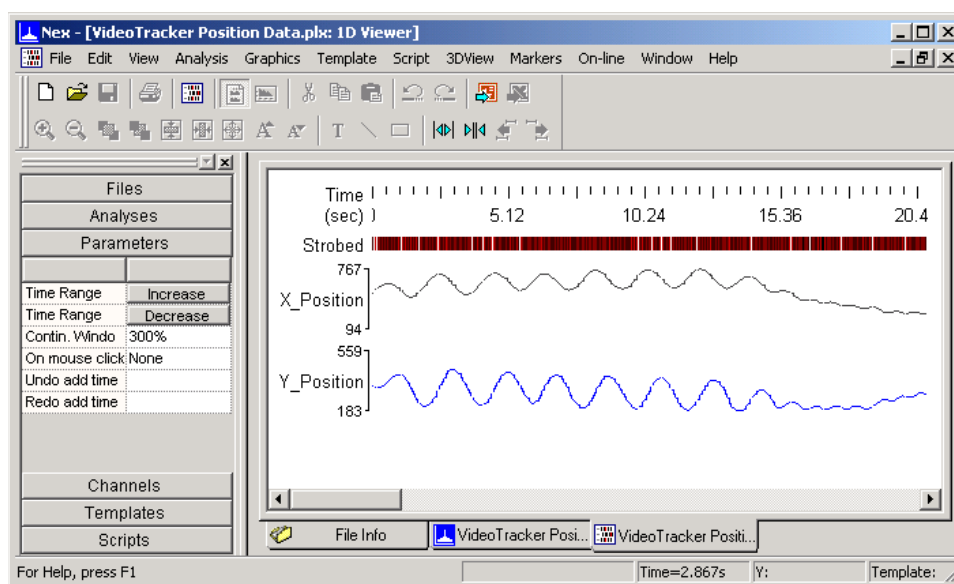 Nex - [VideoTracker Position Data.plx: 1D Viewer]
File Edit View Analysis Graphics Template Script 3DView Markers On-line Window Help
A A T
Files
Analyses
Parameters
Time Range Increase
Time Range Decrease
Contin. Windo 300%
On mouse click None
Undo add time
Redo add time
Channels
Templates
Scripts
Time
(sec) ) 5.12 10.24 15.36 20.4
Strobed
767
X_Position
94
559
Y_Position
183
File Info VideoTracker Posi... VideoTracker Positi...
For Help, press F1 Time=2.867s Y: Template: